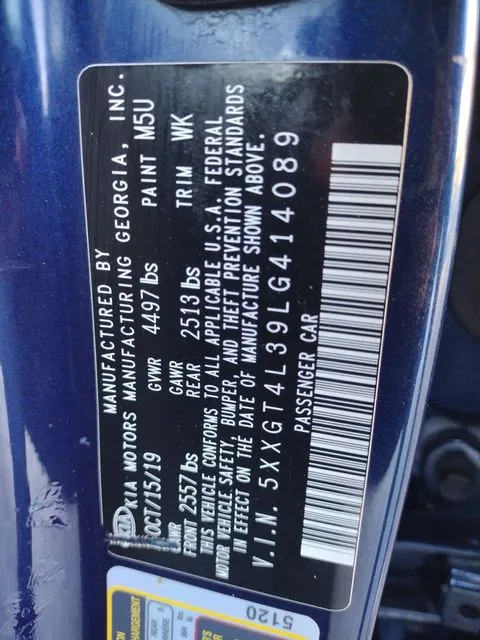 MANUFACTURED BY
KIA MOTORS MANUFACTURING GEORGIA, INC.
OCT/15/19 GVWR 4497 lbs PAINT M5U
GAWR GAWR
FRONT 2557 lbs REAR 2513 lbs TRIM WK
THIS VEHICLE CONFORMS TO ALL APPLICABLE U.S.A. FEDERAL
MOTOR VEHICLE SAFETY, BUMPER, AND THEFT PREVENTION STANDARDS
IN EFFECT ON THE DATE OF MANUFACTURE SHOWN ABOVE.
V.I.N. 5XXGT4L39LG414089
PASSENGER CAR
5120